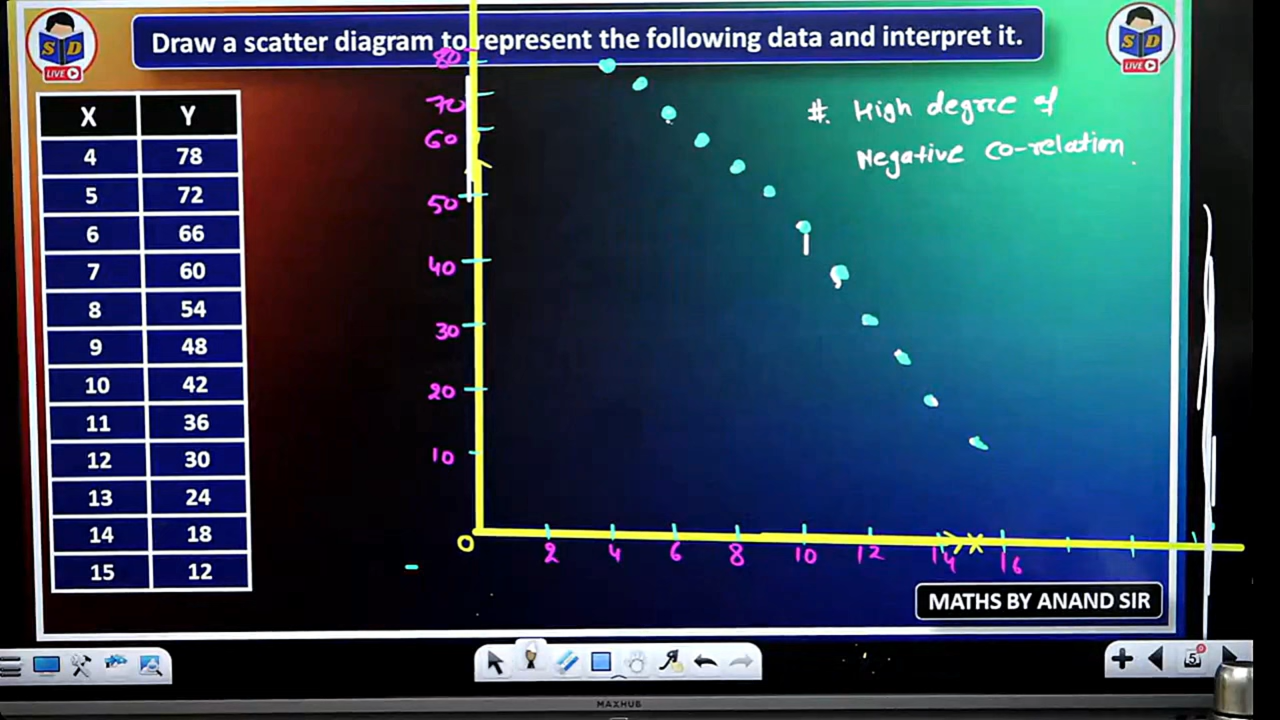 S D
LIVE
Draw a scatter diagram to represent the following data and interpret it.
S D
LIVE
X Y
4 78
5 72
6 66
7 60
8 54
9 48
10 42
11 36
12 30
13 24
14 18
15 12
80
70
60
50
40
30
20
10
0
2 4 6 8 10 12 14 16
X
#. High degree of
Negative co-relation.
MATHS BY ANAND SIR
5
MAXHUB